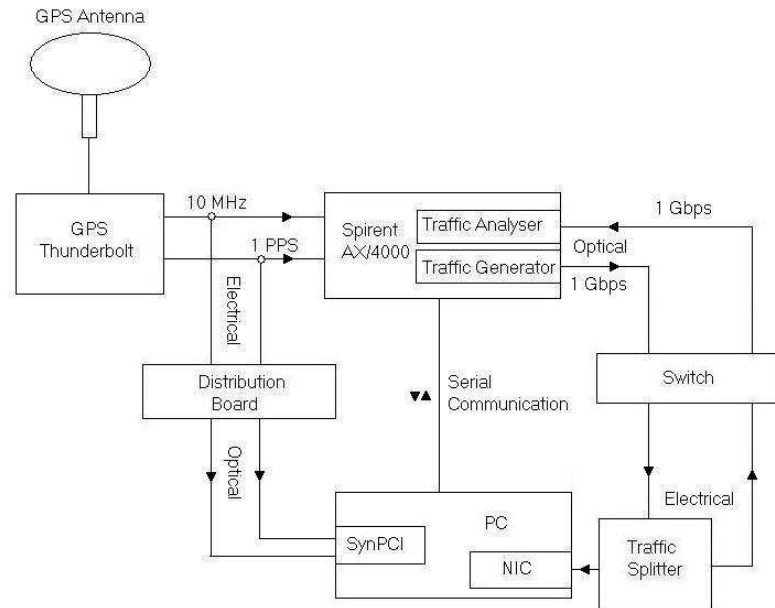 GPS Antenna
GPS
Thunderbolt
10 MHz
1 PPS
Spirent
AX/4000
Traffic Analyser
Traffic Generator
1 Gbps
Optical
1 Gbps
Electrical
Distribution
Board
Serial
Communication
Switch
Optical
Electrical
PC
SynPCI
NIC
Traffic
Splitter